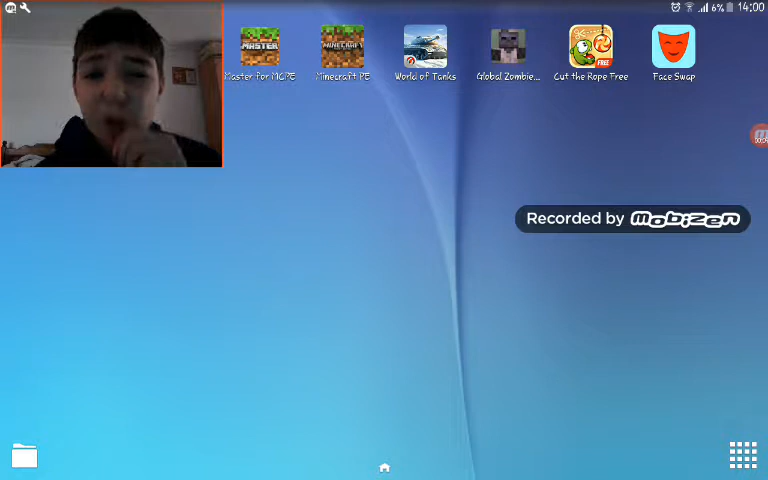 6% 14:00
MASTER
MINECRAFT
FREE
Master for MCPE
Minecraft PE
World of Tanks
Global Zombie...
Cut the Rope Free
Face Swap
Recorded by mobizen